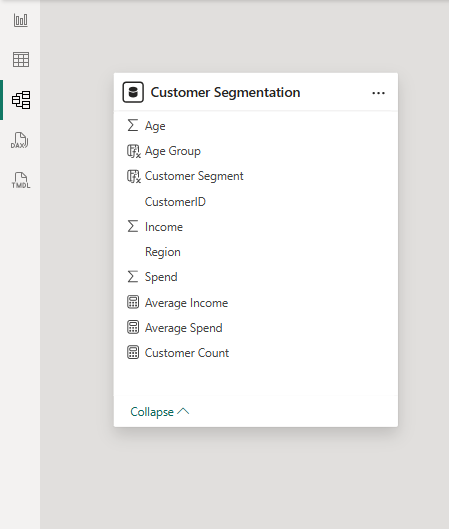 DAX
TMDL
Customer Segmentation
Age
Age Group
Customer Segment
CustomerID
Income
Region
Spend
Average Income
Average Spend
Customer Count
Collapse